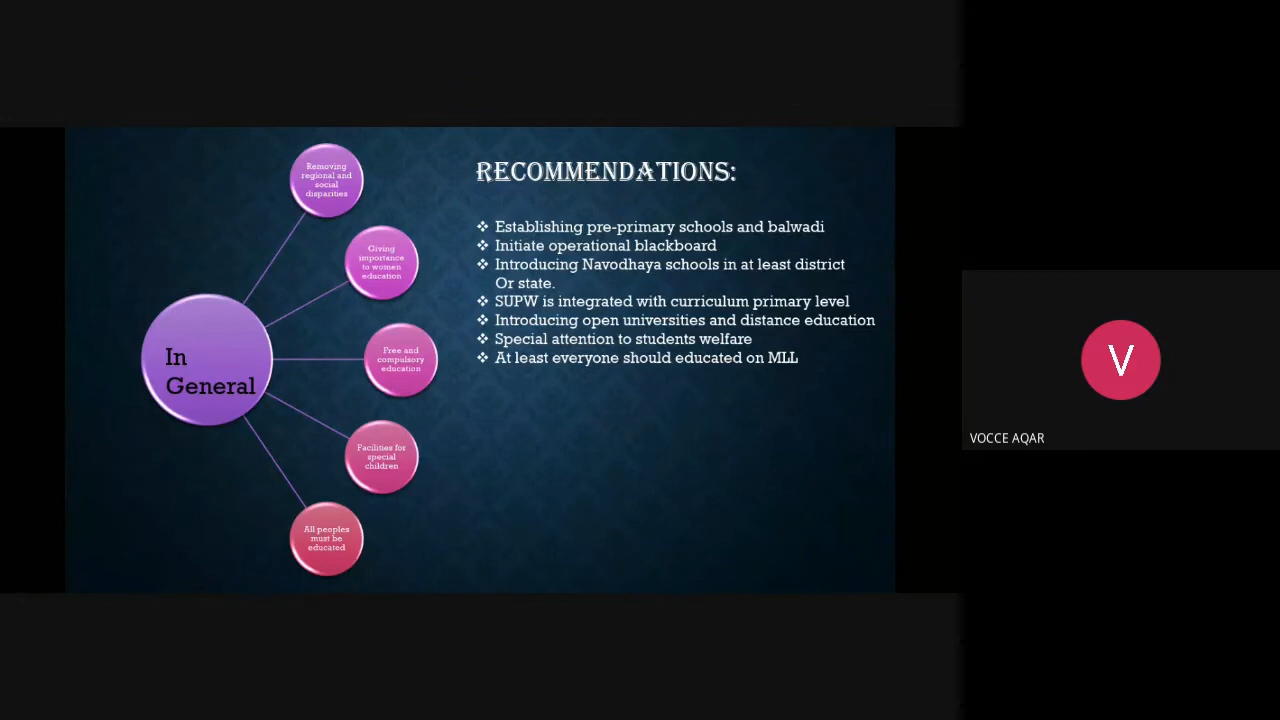 Removing
regional and
social
disparities
Giving
importance
to women
education
In
General
Free and
compulsory
education
Facilities for
special
children
All peoples
must be
educated
RECOMMENDATIONS:
❖ Establishing pre-primary schools and balwadi
❖ Initiate operational blackboard
❖ Introducing Navodhaya schools in at least district
Or state.
❖ SUPW is integrated with curriculum primary level
❖ Introducing open universities and distance education
❖ Special attention to students welfare
❖ At least everyone should educated on MLL
V
VOCCE AQAR